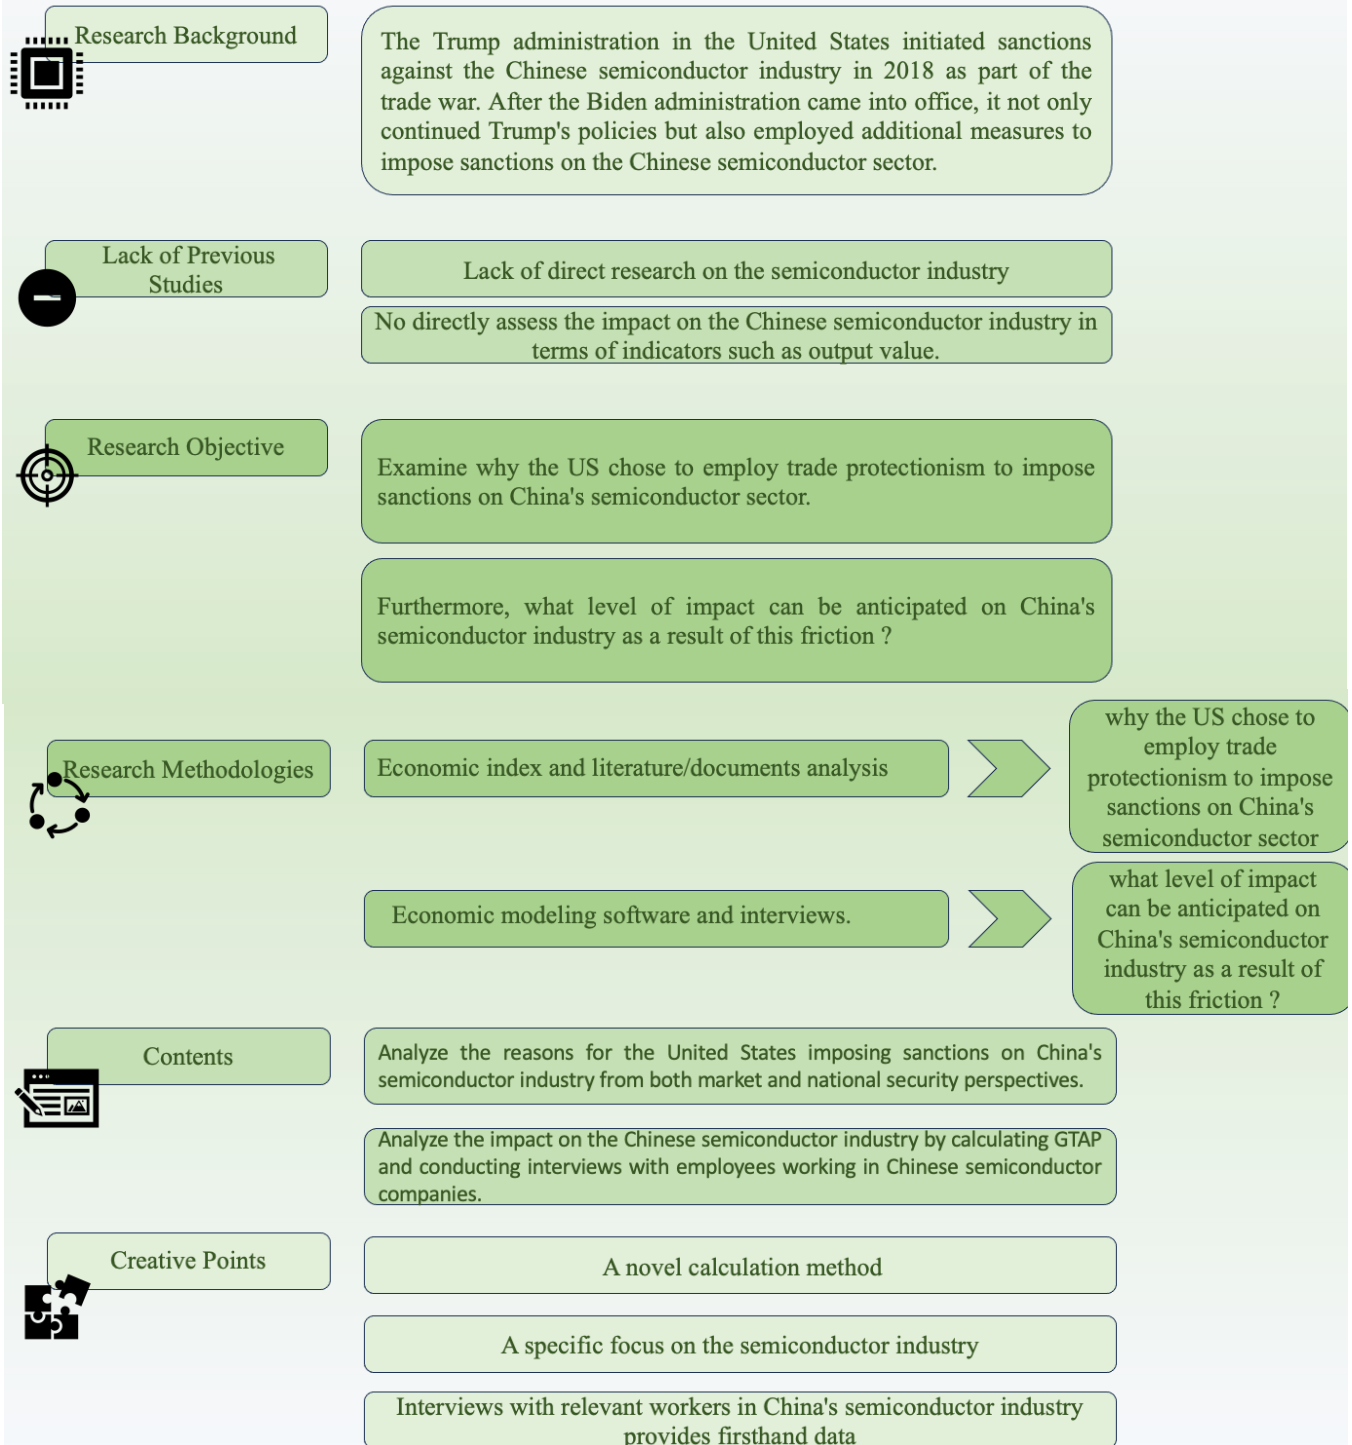 Research Background
The Trump administration in the United States initiated sanctions
against the Chinese semiconductor industry in 2018 as part of the
trade war. After the Biden administration came into office, it not only
continued Trump's policies but also employed additional measures to
impose sanctions on the Chinese semiconductor sector.
Lack of Previous
Studies
Lack of direct research on the semiconductor industry
No directly assess the impact on the Chinese semiconductor industry in
terms of indicators such as output value.
Research Objective
Examine why the US chose to employ trade protectionism to impose
sanctions on China's semiconductor sector.
Furthermore, what level of impact can be anticipated on China's
semiconductor industry as a result of this friction ?
Research Methodologies
Economic index and literature/documents analysis
why the US chose to
employ trade
protectionism to impose
sanctions on China's
semiconductor sector
Economic modeling software and interviews.
what level of impact
can be anticipated on
China's semiconductor
industry as a result of
this friction ?
Contents
Analyze the reasons for the United States imposing sanctions on China's
semiconductor industry from both market and national security perspectives.
Analyze the impact on the Chinese semiconductor industry by calculating GTAP
and conducting interviews with employees working in Chinese semiconductor
companies.
Creative Points
A novel calculation method
A specific focus on the semiconductor industry
Interviews with relevant workers in China's semiconductor industry
provides firsthand data